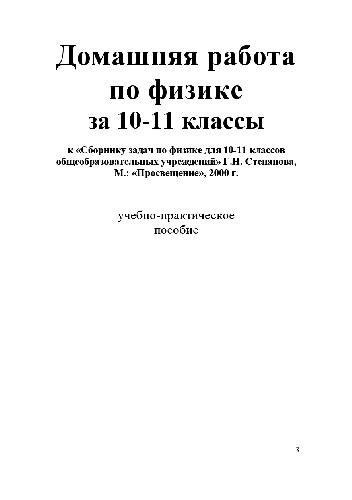 Домашняя работа
по физике
за 10-11 классы
к «Сборнику задач по физике для 10-11 классов
общеобразовательных учреждений» Г.Н. Степанова,
М.: «Просвещение», 2000 г.
учебно-практическое
пособие
3